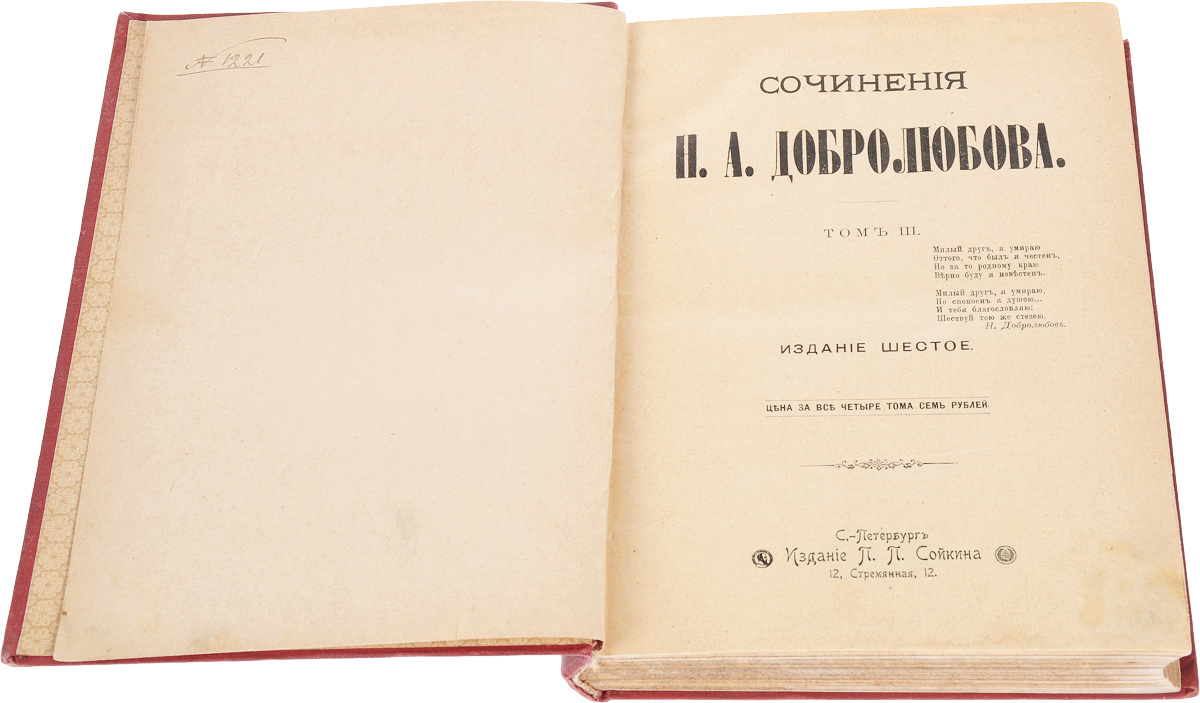 № 1221
СОЧИНЕНІЯ
Н. А. ДОБРОЛЮБОВА.
ТОМЪ III.
Милый другъ, я умираю
Оттого, что былъ я честенъ,
Но за то родному краю
Вѣрно буду я извѣстенъ.
Милый другъ, я умираю,
Но спокоенъ я душою...
И тебя благословляю:
Шествуй тою же стезею.
Н. Добролюбовъ.
ИЗДАНІЕ ШЕСТОЕ.
ЦѢНА ЗА ВСѢ ЧЕТЫРЕ ТОМА СЕМЬ РУБЛЕЙ.
С.-Петербургъ
Изданіе П. П. Сойкина
12, Стремянная, 12.